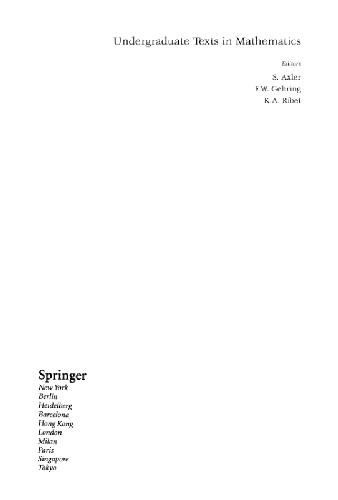 Undergraduate Texts in Mathematics
Editors
S. Axler
F.W. Gehring
K.A. Ribet
Springer
New York
Berlin
Heidelberg
Barcelona
Hong Kong
London
Milan
Paris
Singapore
Tokyo